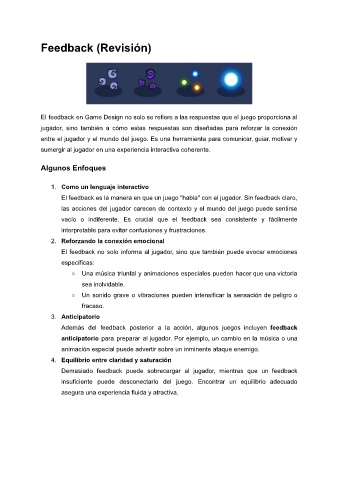 Feedback (Revisión)
El feedback en Game Design no solo se refiere a las respuestas que el juego proporciona al
jugador, sino también a cómo estas respuestas son diseñadas para reforzar la conexión
entre el jugador y el mundo del juego. Es una herramienta para comunicar, guiar, motivar y
sumergir al jugador en una experiencia interactiva coherente.
Algunos Enfoques
1. Como un lenguaje interactivo
El feedback es la manera en que un juego "habla" con el jugador. Sin feedback claro,
las acciones del jugador carecen de contexto y el mundo del juego puede sentirse
vacío o indiferente. Es crucial que el feedback sea consistente y fácilmente
interpretable para evitar confusiones y frustraciones.
2. Reforzando la conexión emocional
El feedback no solo informa al jugador, sino que también puede evocar emociones
específicas:
○ Una música triunfal y animaciones especiales pueden hacer que una victoria
sea inolvidable.
○ Un sonido grave o vibraciones pueden intensificar la sensación de peligro o
fracaso.
3. Anticipatorio
Además del feedback posterior a la acción, algunos juegos incluyen feedback
anticipatorio para preparar al jugador. Por ejemplo, un cambio en la música o una
animación especial puede advertir sobre un inminente ataque enemigo.
4. Equilibrio entre claridad y saturación
Demasiado feedback puede sobrecargar al jugador, mientras que un feedback
insuficiente puede desconectarlo del juego. Encontrar un equilibrio adecuado
asegura una experiencia fluida y atractiva.